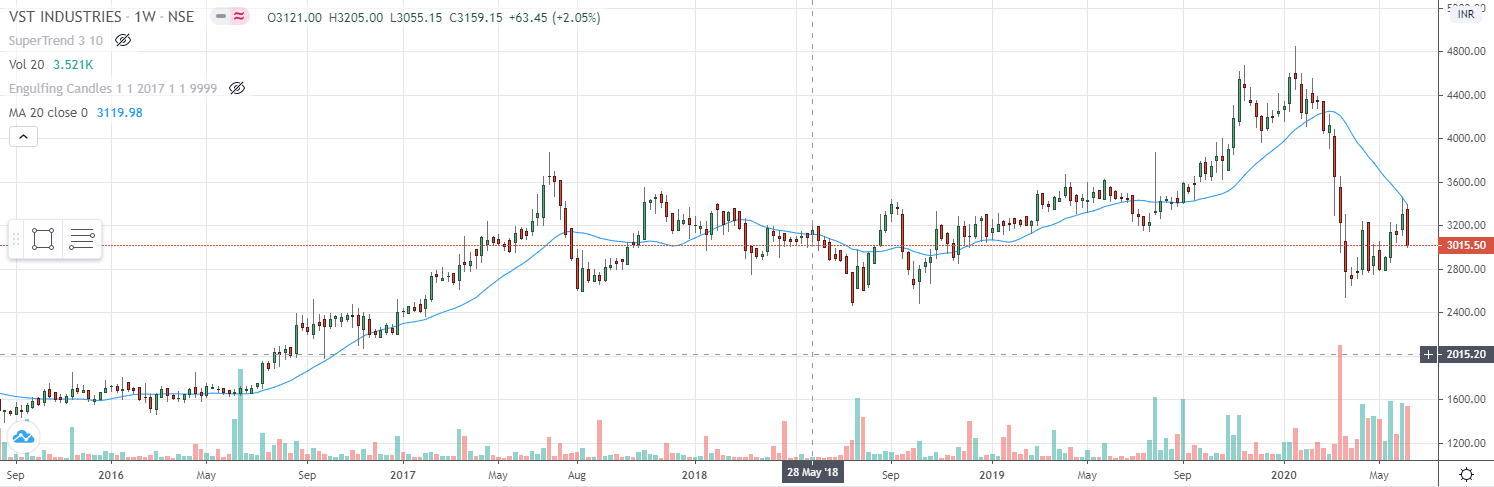 VST INDUSTRIES · 1W · NSE O3121.00 H3205.00 L3055.15 C3159.15 +63.45 (+2.05%)
SuperTrend 3 10
Vol 20 3.521K
Engulfing Candles 1 1 2017 1 1 9999
MA 20 close 0 3119.98
INR
4800.00
4400.00
4000.00
3600.00
3200.00
3015.50
2800.00
2400.00
2015.20
1600.00
1200.00
Sep 2016 May Sep 2017 May Aug 2018 28 May '18 Sep 2019 May Sep 2020 May